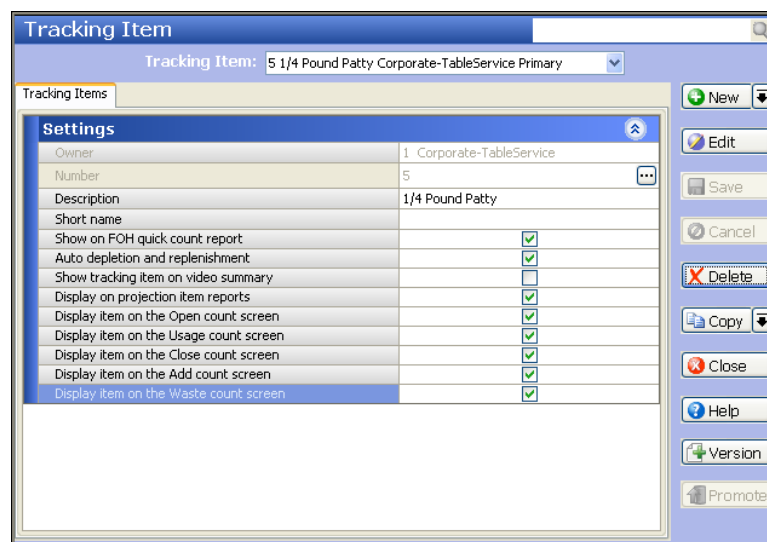 Tracking Item
Tracking Item: 5 1/4 Pound Patty Corporate-TableService Primary
Tracking Items
Settings
Owner 1 Corporate-TableService
Number 5 ...
Description 1/4 Pound Patty
Short name
Show on FOH quick count report
Auto depletion and replenishment
Show tracking item on video summary
Display on projection item reports
Display item on the Open count screen
Display item on the Usage count screen
Display item on the Close count screen
Display item on the Add count screen
Display item on the Waste count screen
New
Edit
Save
Cancel
Delete
Copy
Close
Help
Version
Promote